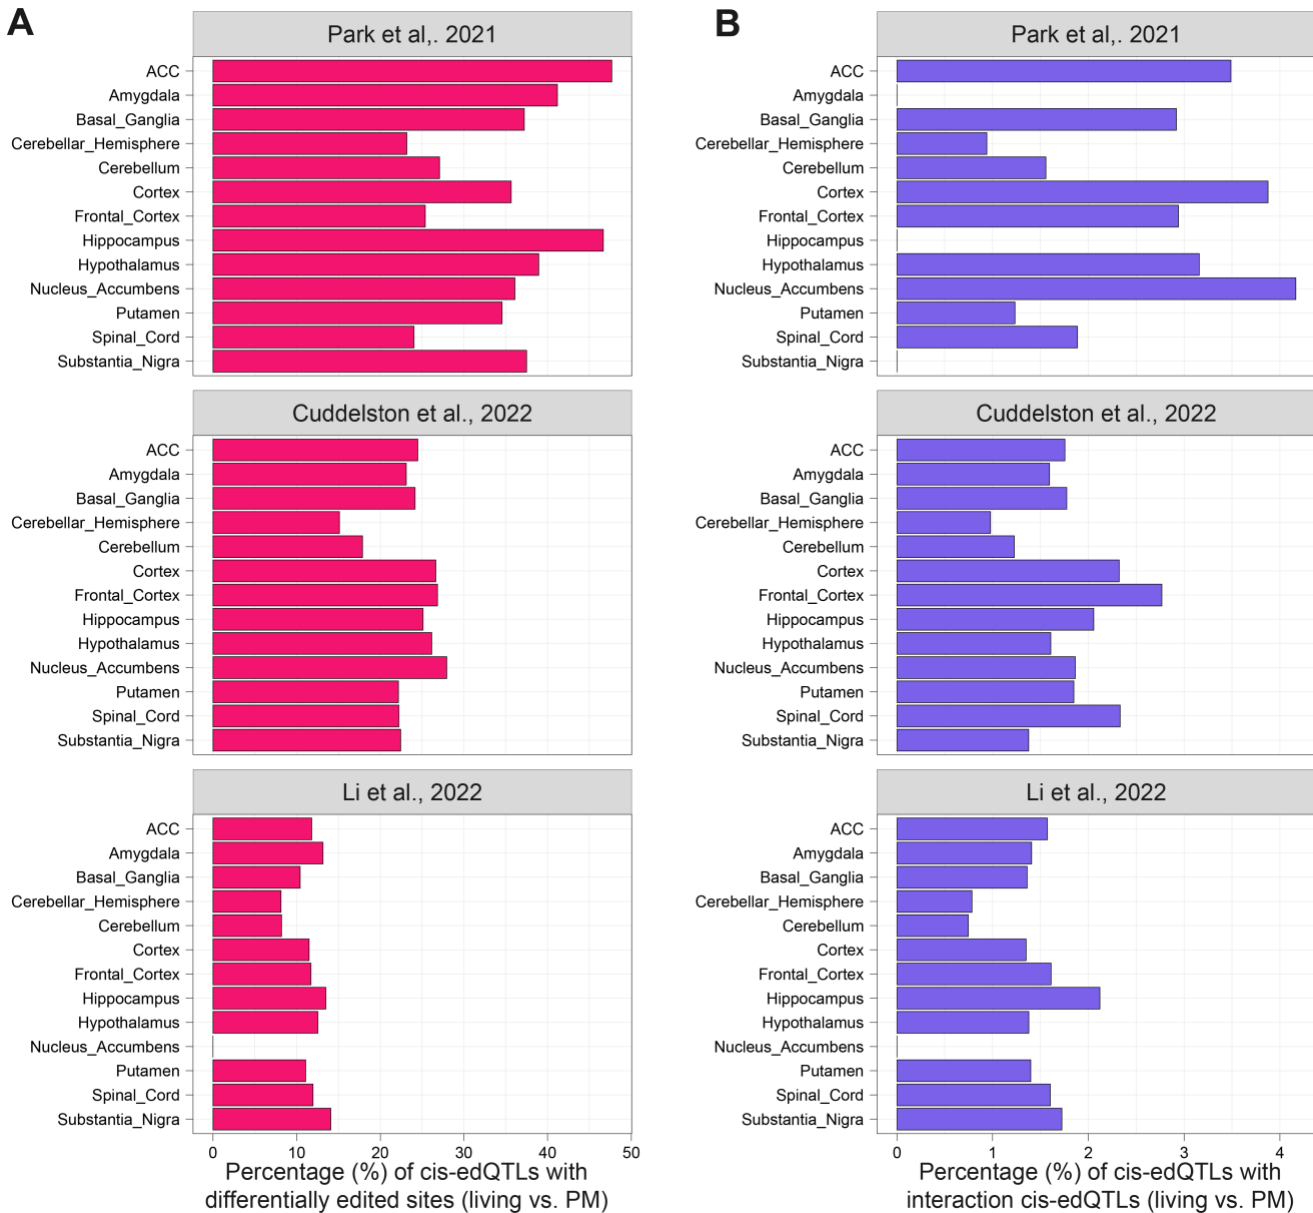 A
Park et al,. 2021
ACC
Amygdala
Basal_Ganglia
Cerebellar_Hemisphere
Cerebellum
Cortex
Frontal_Cortex
Hippocampus
Hypothalamus
Nucleus_Accumbens
Putamen
Spinal_Cord
Substantia_Nigra
Cuddelston et al., 2022
ACC
Amygdala
Basal_Ganglia
Cerebellar_Hemisphere
Cerebellum
Cortex
Frontal_Cortex
Hippocampus
Hypothalamus
Nucleus_Accumbens
Putamen
Spinal_Cord
Substantia_Nigra
Li et al., 2022
ACC
Amygdala
Basal_Ganglia
Cerebellar_Hemisphere
Cerebellum
Cortex
Frontal_Cortex
Hippocampus
Hypothalamus
Nucleus_Accumbens
Putamen
Spinal_Cord
Substantia_Nigra
0 10 20 30 40 50
Percentage (%) of cis-edQTLs with
differentially edited sites (living vs. PM)
B
Park et al,. 2021
ACC
Amygdala
Basal_Ganglia
Cerebellar_Hemisphere
Cerebellum
Cortex
Frontal_Cortex
Hippocampus
Hypothalamus
Nucleus_Accumbens
Putamen
Spinal_Cord
Substantia_Nigra
Cuddelston et al., 2022
ACC
Amygdala
Basal_Ganglia
Cerebellar_Hemisphere
Cerebellum
Cortex
Frontal_Cortex
Hippocampus
Hypothalamus
Nucleus_Accumbens
Putamen
Spinal_Cord
Substantia_Nigra
Li et al., 2022
ACC
Amygdala
Basal_Ganglia
Cerebellar_Hemisphere
Cerebellum
Cortex
Frontal_Cortex
Hippocampus
Hypothalamus
Nucleus_Accumbens
Putamen
Spinal_Cord
Substantia_Nigra
0 1 2 3 4
Percentage (%) of cis-edQTLs with
interaction cis-edQTLs (living vs. PM)